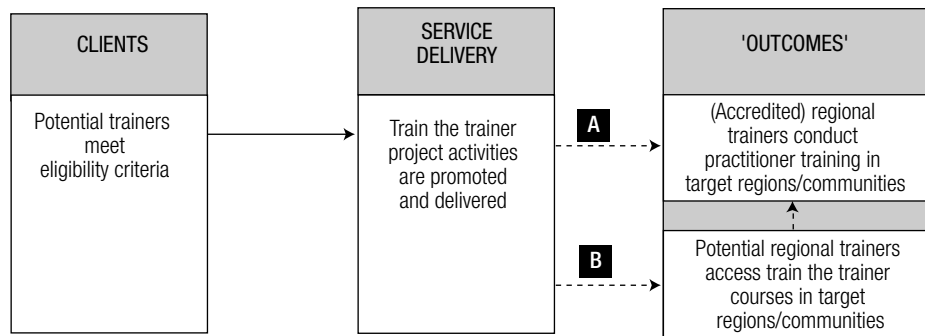 CLIENTS
Potential trainers
meet
eligibility criteria
SERVICE
DELIVERY
Train the trainer
project activities
are promoted
and delivered
A
B
'OUTCOMES'
(Accredited) regional
trainers conduct
practitioner training in
target regions/communities
Potential regional trainers
access train the trainer
courses in target
regions/communities